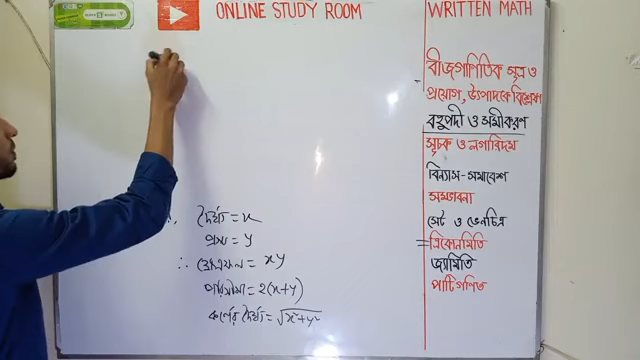 ONLINE STUDY ROOM
WRITTEN MATH
বীজগাণিতিক সূত্র ও
প্রয়োগ, উৎপাদকে বিশ্লেষণ
বহুপদী ও সমীকরণ
সূচক ও লগারিদম
বিন্যাস-সমাবেশ
সম্ভাবনা
সেট ও ভেনচিত্র
ত্রিকোনমিতি
জ্যামিতি
পাটিগণিত
দৈর্ঘ্য = x
প্রস্থ = y
∴ ক্ষেত্রফল = xy
পরিসীমা = 2(x+y)
কর্ণের দৈর্ঘ্য = √x²+y²